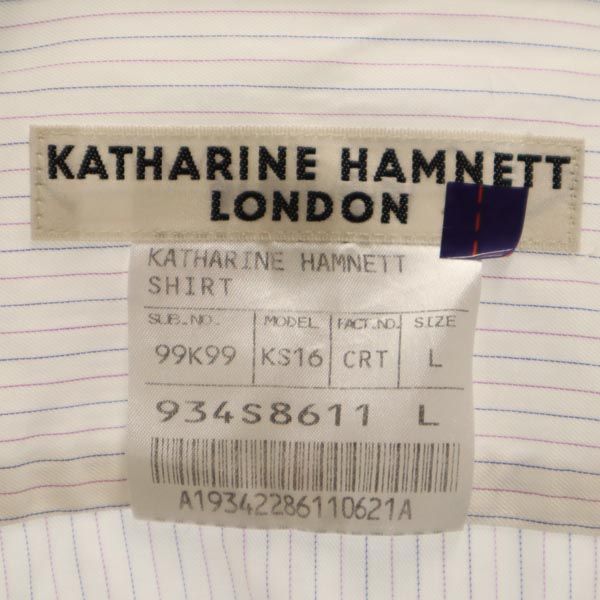 KATHARINE HAMNETT
LONDON
KATHARINE HAMNETT
SHIRT
SUB.NO. MODEL FACT.NO. SIZE
99K99 KS16 CRT L
934S8611 L
A19342286110621A